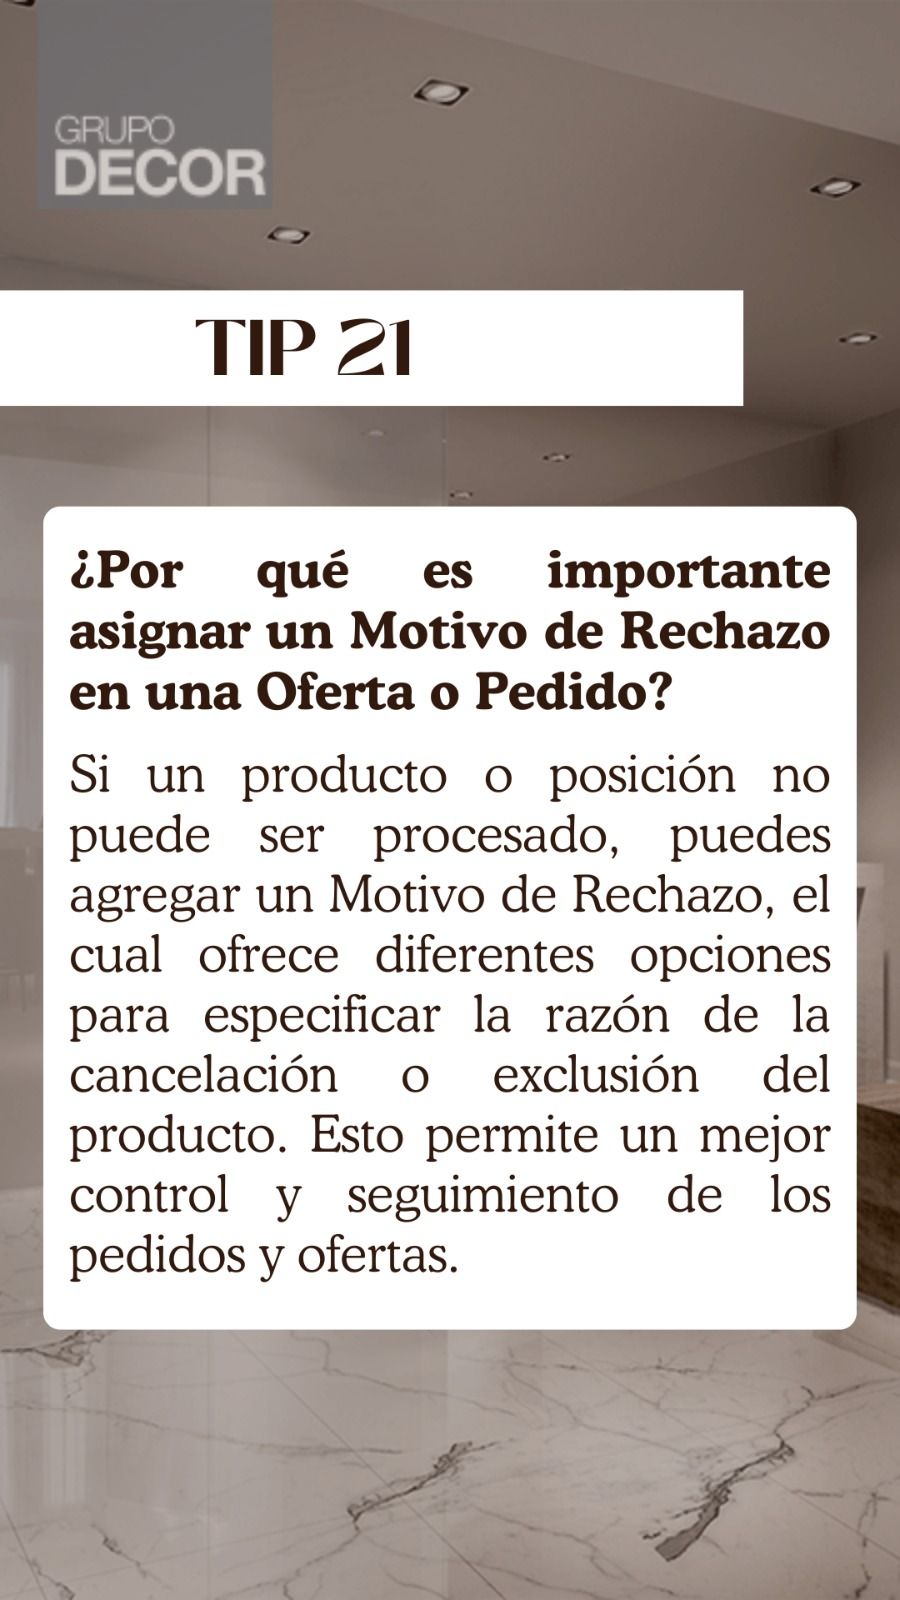 GRUPO
DECOR
TIP 21
¿Por qué es importante
asignar un Motivo de Rechazo
en una Oferta o Pedido?
Si un producto o posición no
puede ser procesado, puedes
agregar un Motivo de Rechazo, el
cual ofrece diferentes opciones
para especificar la razón de la
cancelación o exclusión del
producto. Esto permite un mejor
control y seguimiento de los
pedidos y ofertas.